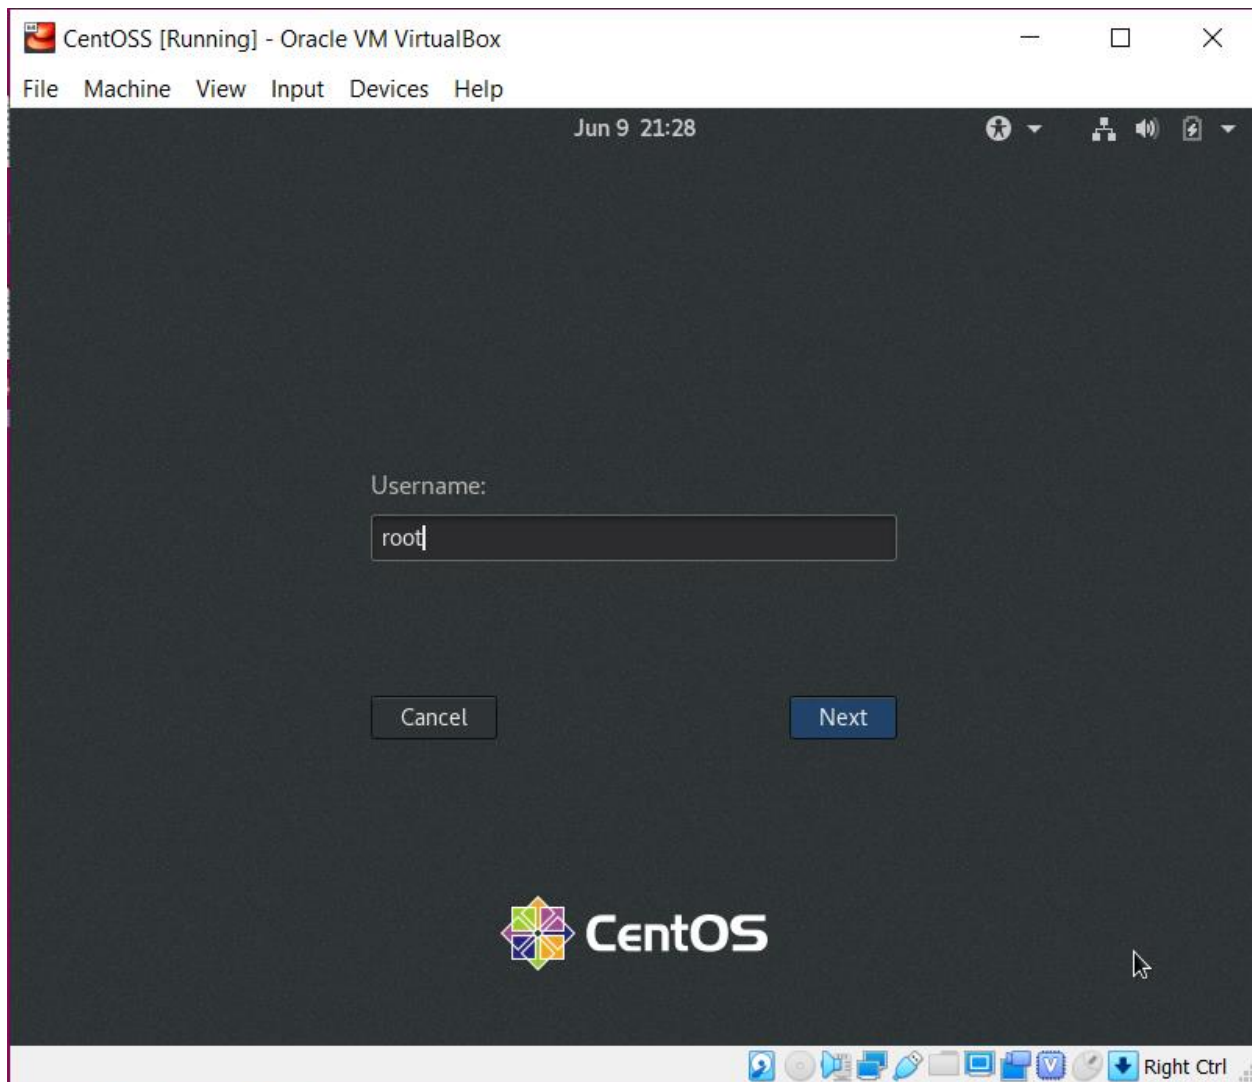 CentOSS [Running] - Oracle VM VirtualBox
File Machine View Input Devices Help
Jun 9 21:28
Username:
root
Cancel Next
CentOS
Right Ctrl